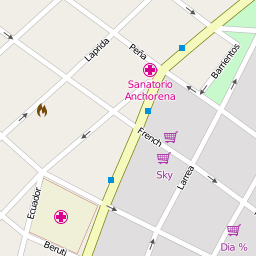 Laprida
Peña
Barrientos
Sanatorio
Anchorena
French
Sky
Larrea
Ecuador
Beruti
Dia %